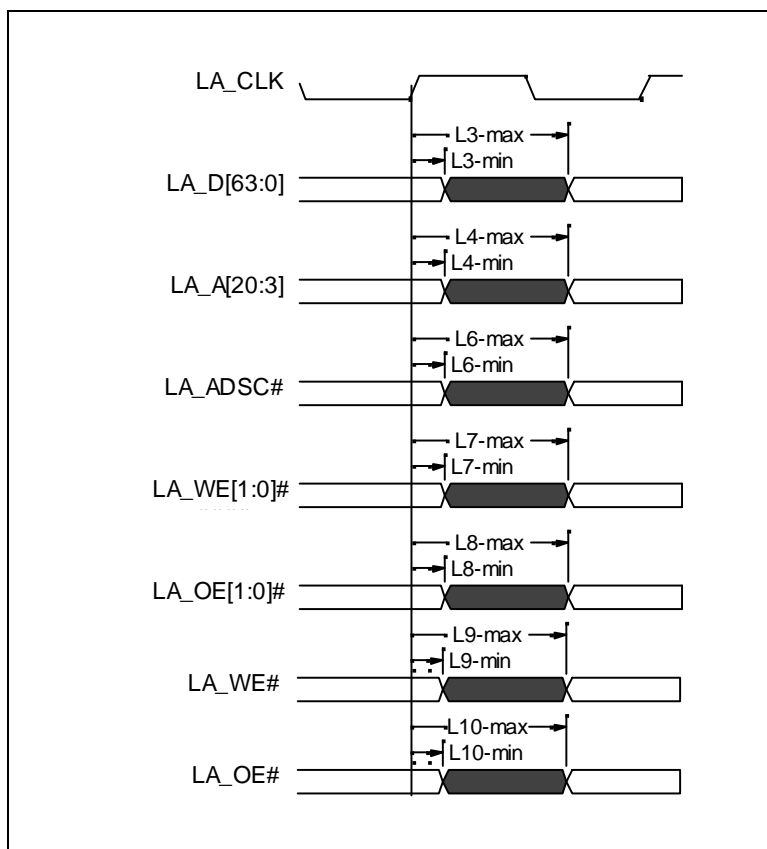 LA_CLK
L3-max
L3-min
LA_D[63:0]
L4-max
L4-min
LA_A[20:3]
L6-max
L6-min
LA_ADSC#
L7-max
L7-min
LA_WE[1:0]#
L8-max
L8-min
LA_OE[1:0]#
L9-max
L9-min
LA_WE#
L10-max
L10-min
LA_OE#